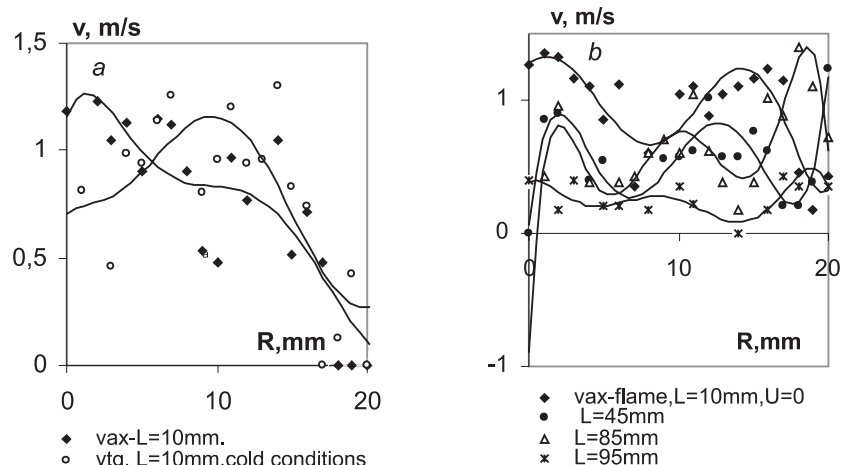 v, m/s
a
1,5
1
0,5
0
a
R,mm
0 10 20
vax-L=10mm.
vtg, L=10mm,cold conditions
v, m/s
b
1
0
-1
0 10 20
R,mm
vax-flame,L=10mm,U=0
L=45mm
L=85mm
L=95mm